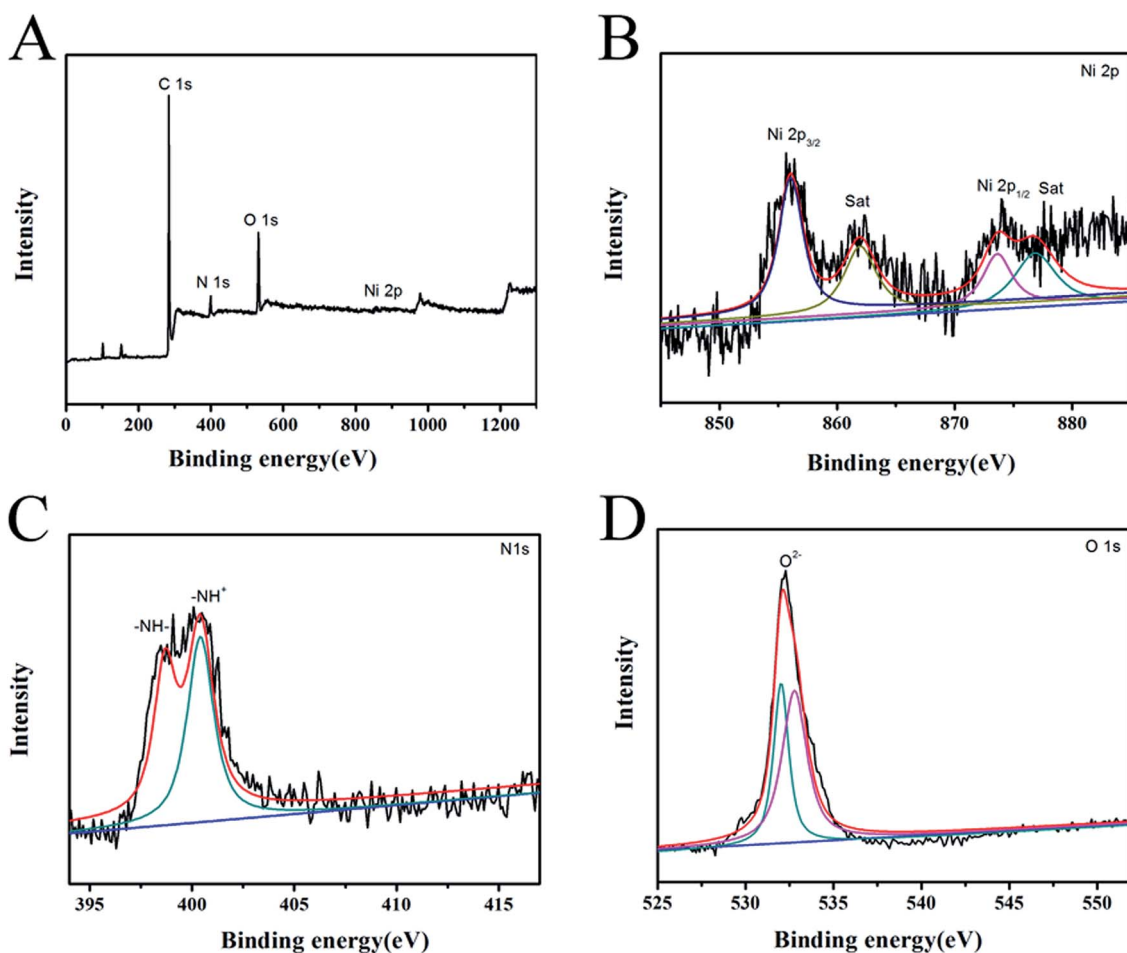 A
C 1s
O 1s
N 1s
Ni 2p
Intensity
0 200 400 600 800 1000 1200
Binding energy(eV)
B
Ni 2p
Ni 2p3/2
Sat
Ni 2p1/2
Sat
Intensity
850 860 870 880
Binding energy(eV)
C
N1s
-NH+
-NH-
Intensity
395 400 405 410 415
Binding energy(eV)
D
O 1s
O2-
Intensity
525 530 535 540 545 550
Binding energy(eV)